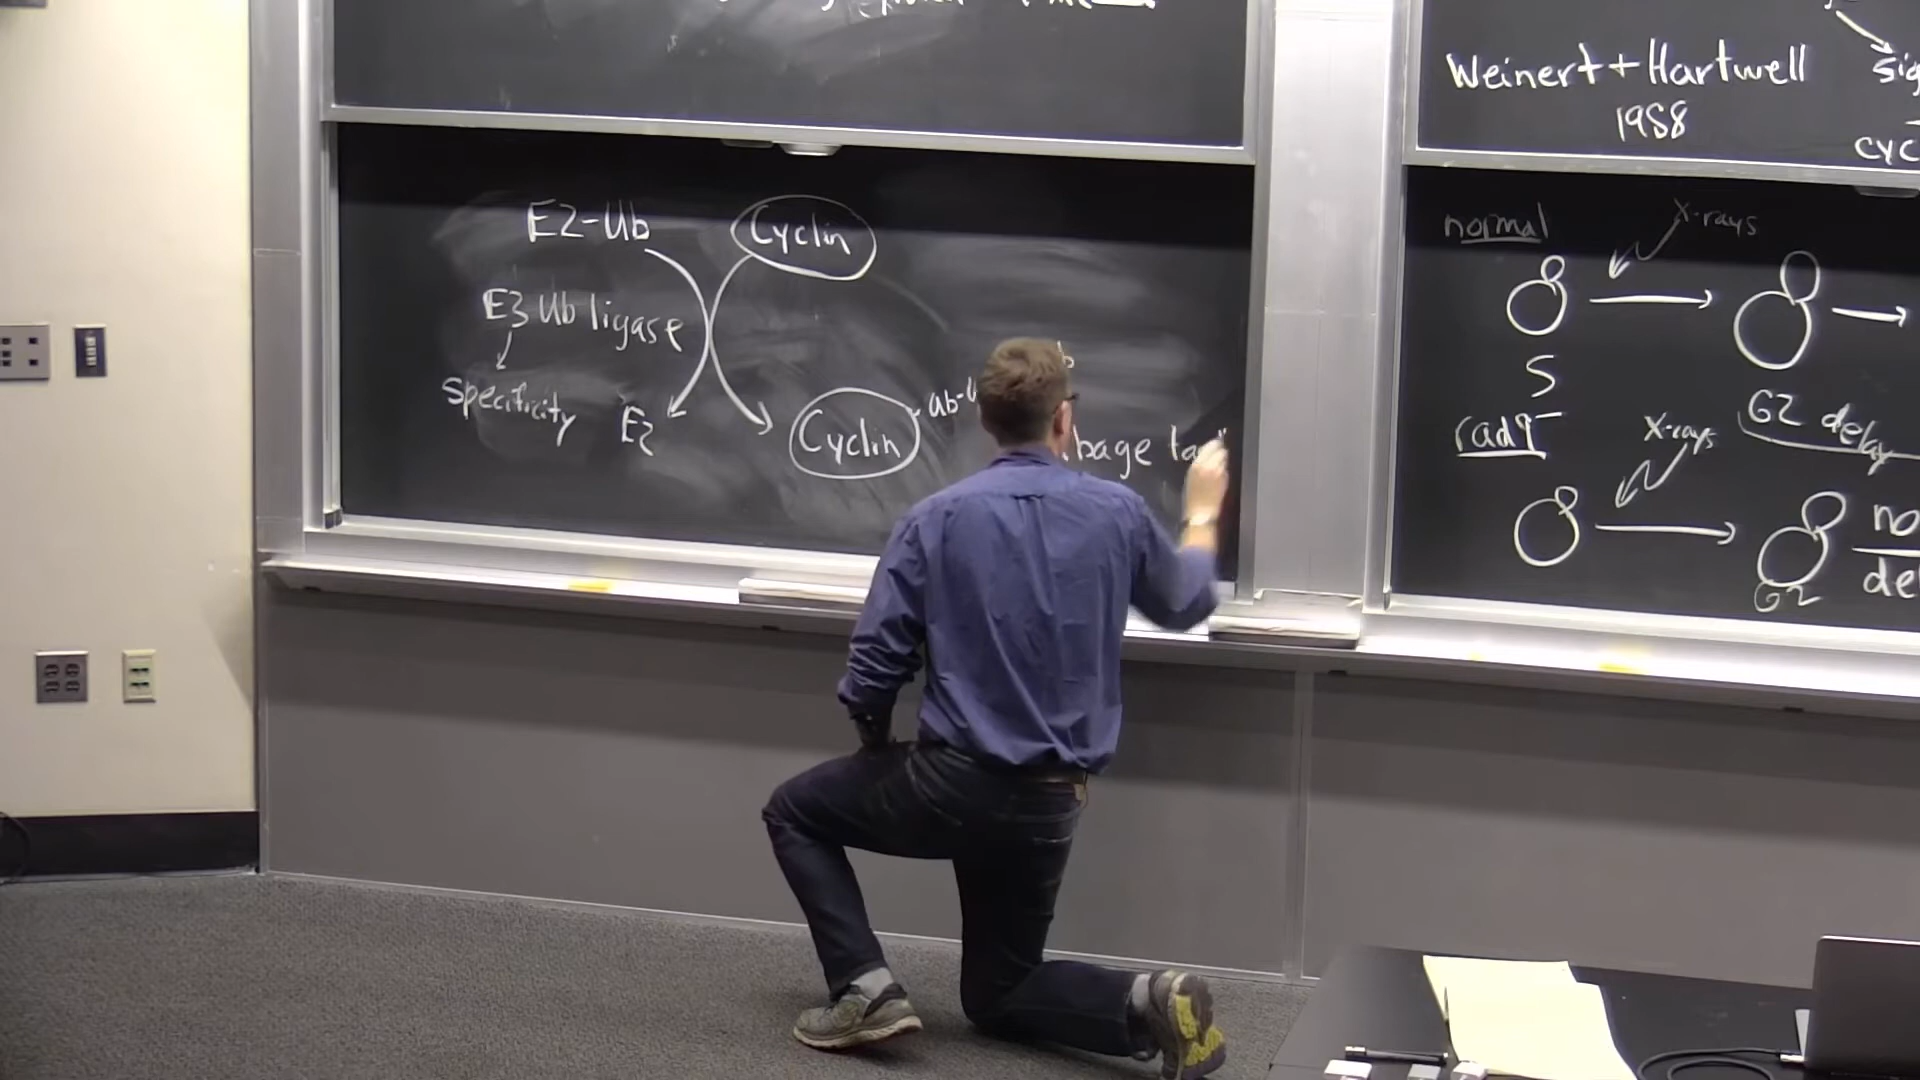 E2-Ub
Cyclin
E3 Ub ligase
specificity
E2
Cyclin
bage ta
Weinert + Hartwell
1988
normal
X-rays
S
G2 delay
rad9-
X-rays
G2
no